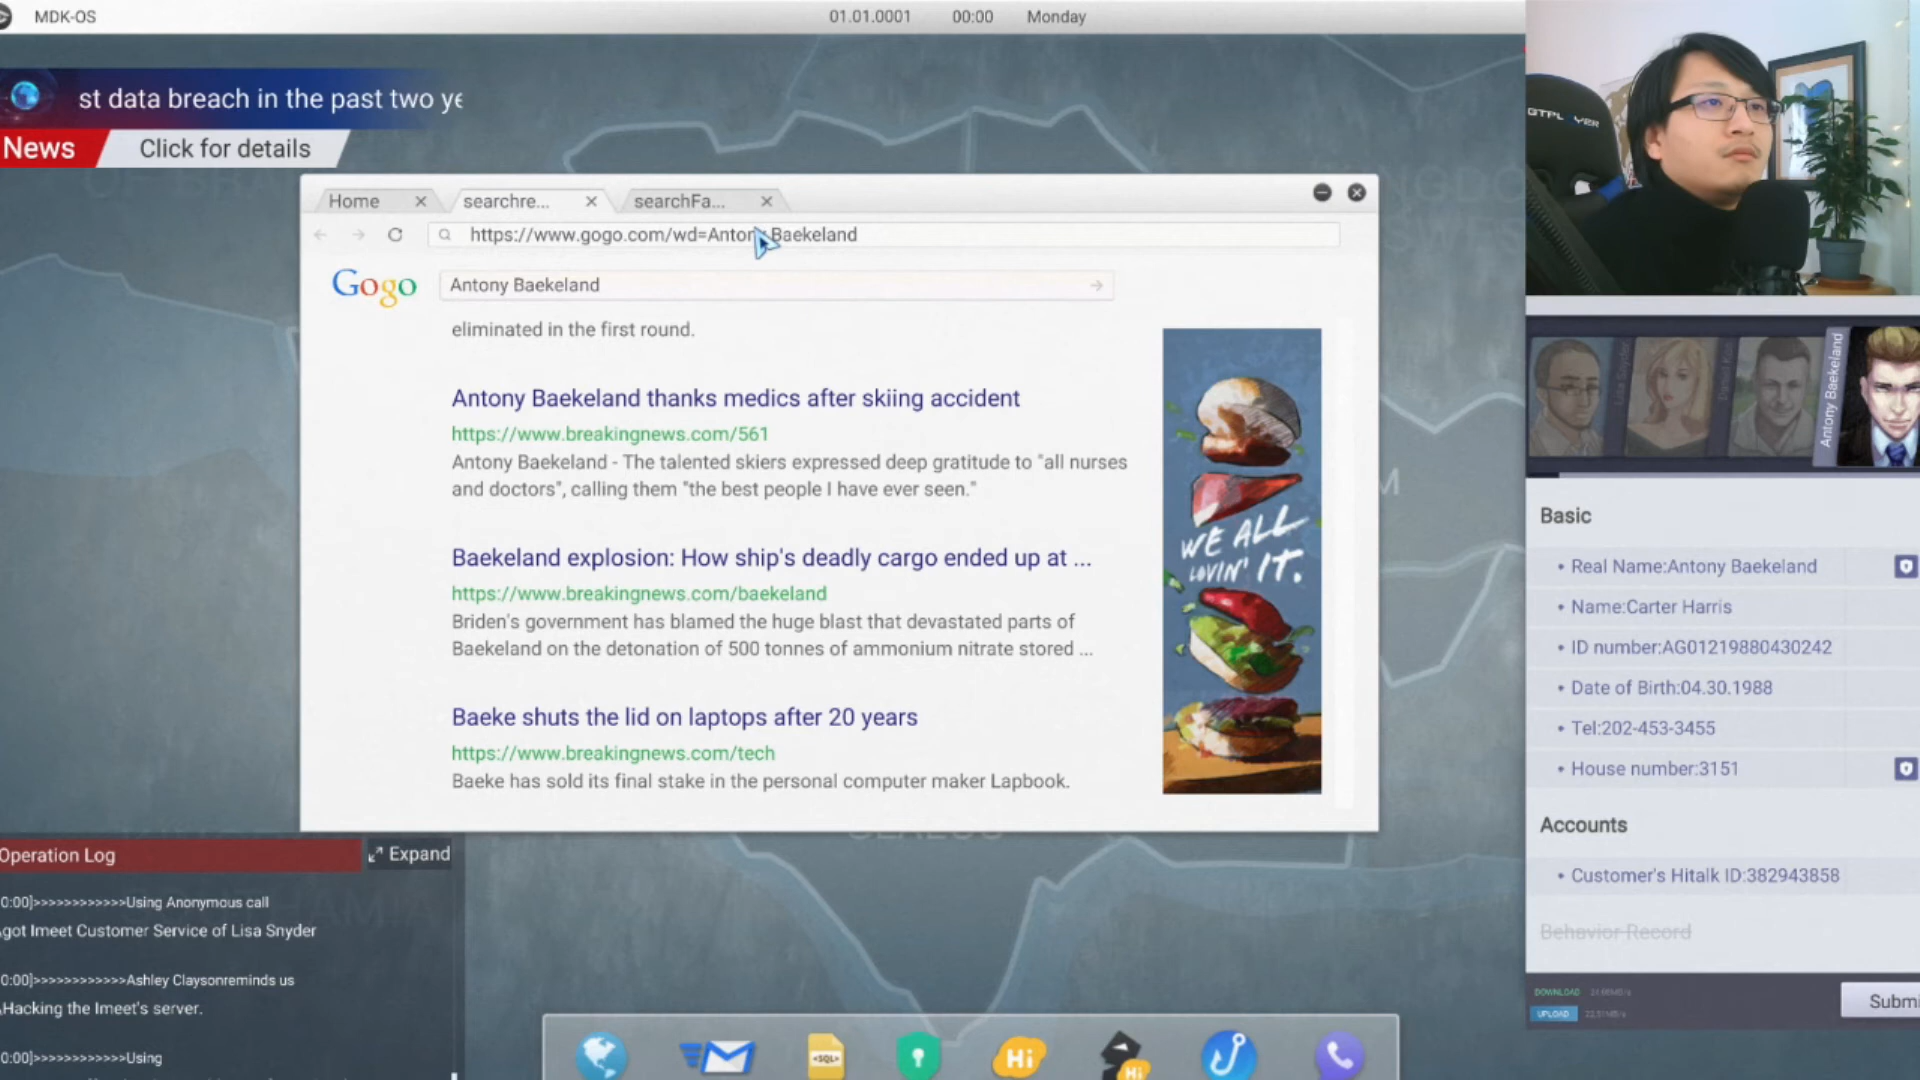 MDK-OS
01.01.0001 00:00 Monday
st data breach in the past two ye
News Click for details
Home searchre... searchFa...
https://www.gogo.com/wd=Antony Baekeland
Gogo Antony Baekeland
eliminated in the first round.
Antony Baekeland thanks medics after skiing accident
https://www.breakingnews.com/561
Antony Baekeland - The talented skiers expressed deep gratitude to "all nurses
and doctors", calling them "the best people I have ever seen."
Baekeland explosion: How ship's deadly cargo ended up at ...
https://www.breakingnews.com/baekeland
Briden's government has blamed the huge blast that devastated parts of
Baekeland on the detonation of 500 tonnes of ammonium nitrate stored ...
Baeke shuts the lid on laptops after 20 years
https://www.breakingnews.com/tech
Baeke has sold its final stake in the personal computer maker Lapbook.
WE ALL
LOVIN' IT.
GTPLAYER
Lisa Snyder
Antony Baekeland
Basic
• Real Name:Antony Baekeland
• Name:Carter Harris
• ID number:AG01219880430242
• Date of Birth:04.30.1988
• Tel:202-453-3455
• House number:3151
Accounts
• Customer's Hitalk ID:382943858
Behavior Record
DOWNLOAD
UPLOAD
Submi
Operation Log Expand
0:00]>>>>>>>>>>>>Using Anonymous call
got Imeet Customer Service of Lisa Snyder
0:00]>>>>>>>>>>>>Ashley Claysonreminds us
Hacking the Imeet's server.
0:00]>>>>>>>>>>>>Using
<SQL>
Hi
Hi